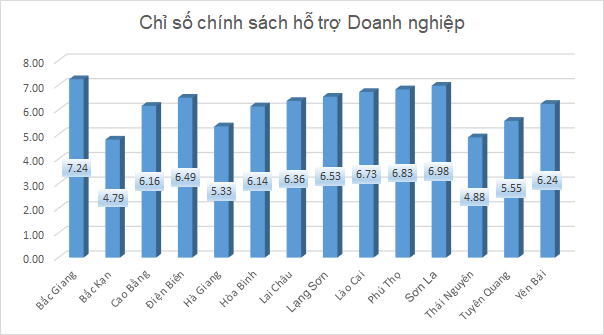 Chỉ số chính sách hỗ trợ Doanh nghiệp
8.00
7.00
6.00
5.00
4.00
3.00
2.00
1.00
0.00
7.24
4.79
6.16
6.49
5.33
6.14
6.36
6.53
6.73
6.83
6.98
4.88
5.55
6.24
Bắc Giang
Bắc Kạn
Cao Bằng
Điện Biên
Hà Giang
Hòa Bình
Lai Châu
Lạng Sơn
Lào Cai
Phú Thọ
Sơn La
Thái Nguyên
Tuyên Quang
Yên Bái